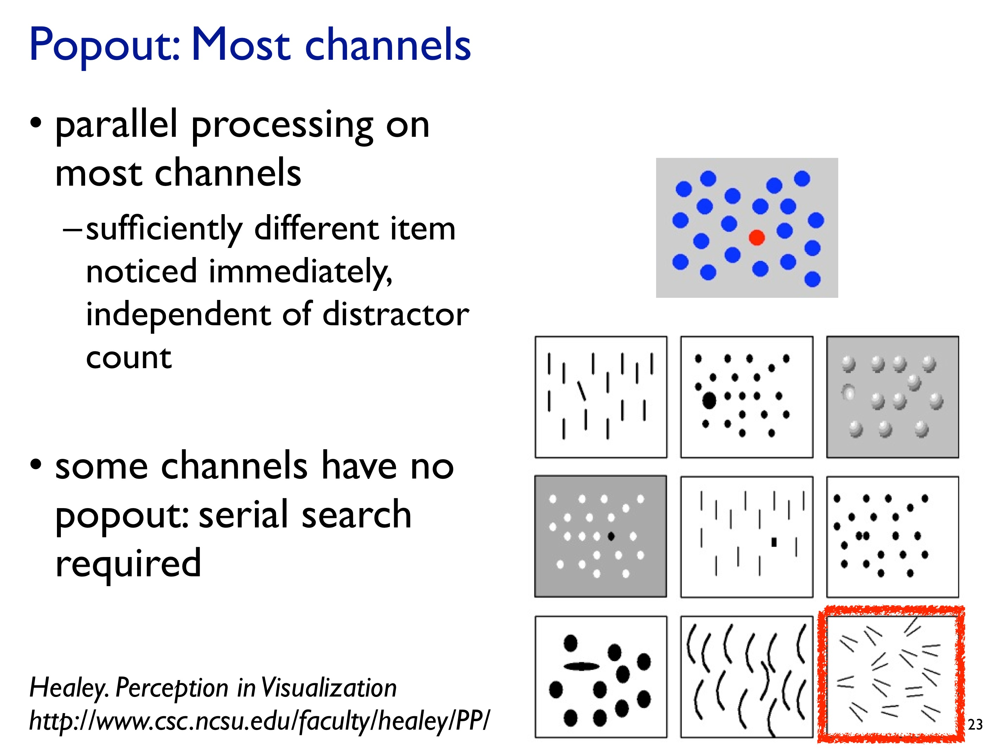 Popout: Most channels
• parallel processing on
most channels
–sufficiently different item
noticed immediately,
independent of distractor
count
• some channels have no
popout: serial search
required
Healey. Perception in Visualization
http://www.csc.ncsu.edu/faculty/healey/PP/
23